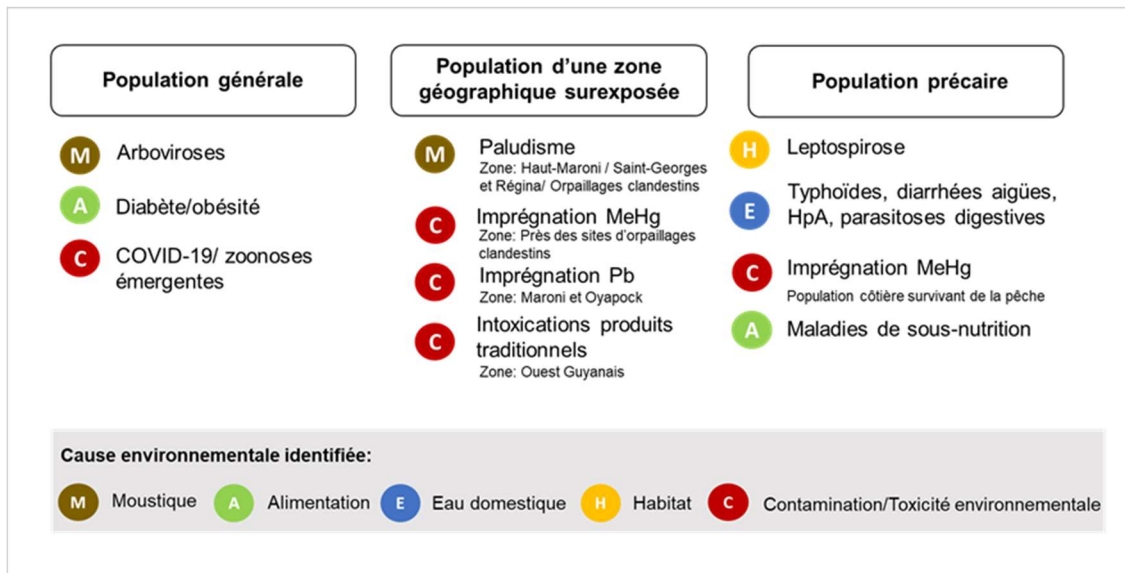 Population générale
M Arboviroses
A Diabète/obésité
C COVID-19/ zoonoses
émergentes
Population d'une zone
géographique surexposée
M Paludisme
Zone: Haut-Maroni / Saint-Georges
et Régina/ Orpaillages clandestins
C Imprégnation MeHg
Zone: Près des sites d'orpaillages
clandestins
C Imprégnation Pb
Zone: Maroni et Oyapock
C Intoxications produits
traditionnels
Zone: Ouest Guyanais
Population précaire
H Leptospirose
E Typhoïdes, diarrhées aigües,
HpA, parasitoses digestives
C Imprégnation MeHg
Population côtière survivant de la pêche
A Maladies de sous-nutrition
Cause environnementale identifiée:
M Moustique A Alimentation E Eau domestique H Habitat C Contamination/Toxicité environnementale